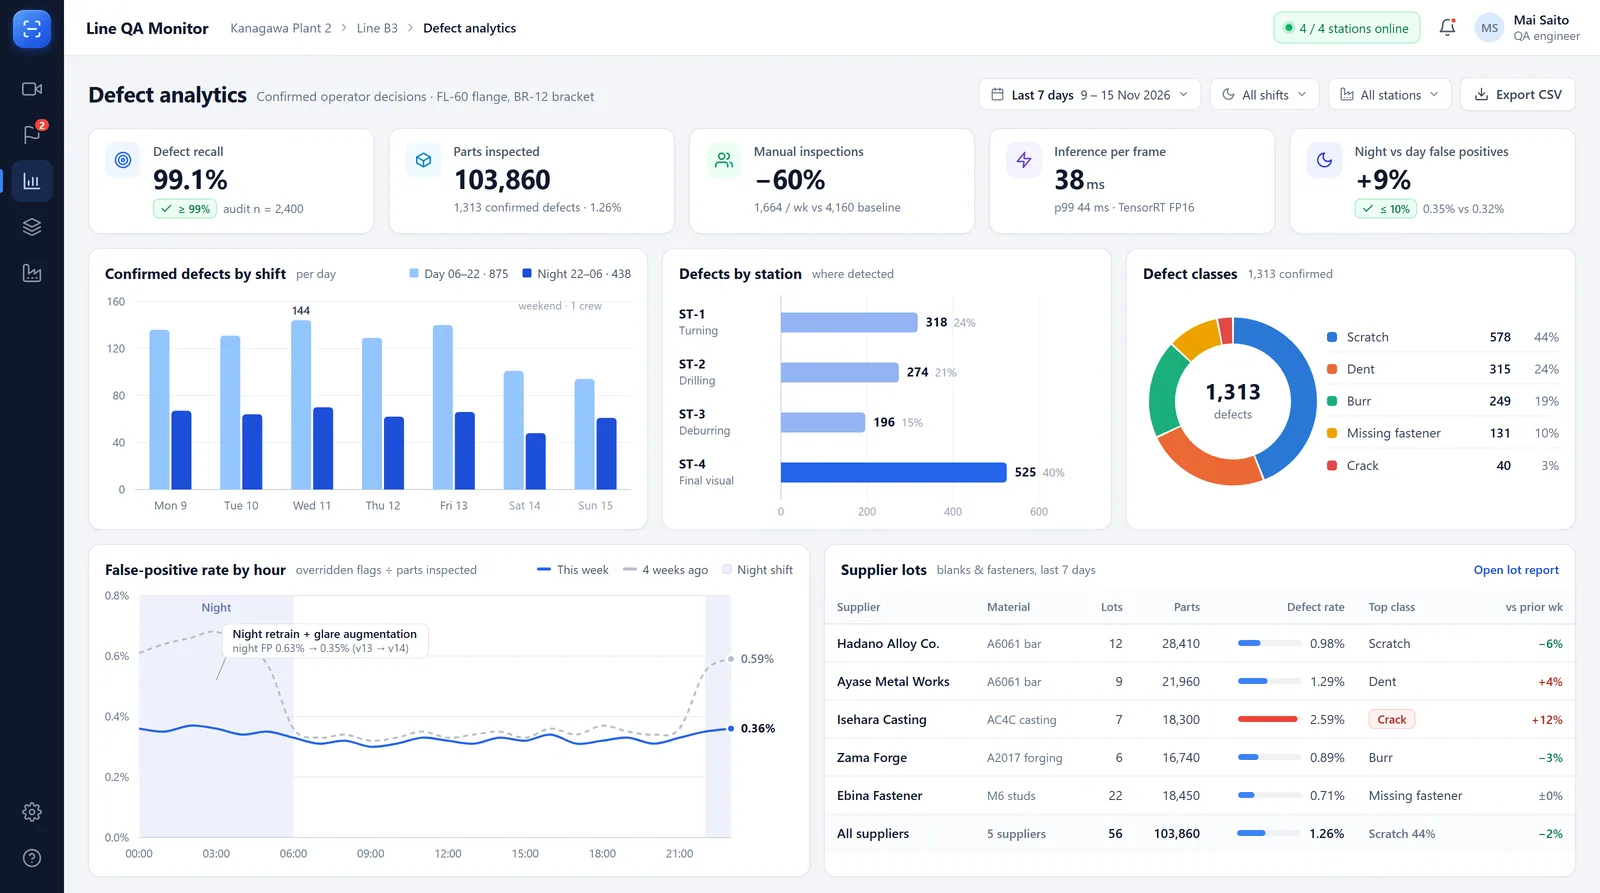 Line QA Monitor
Kanagawa Plant 2 > Line B3 > Defect analytics
4 / 4 stations online
MS
Mai Saito
QA engineer
2
Defect analytics
Confirmed operator decisions · FL-60 flange, BR-12 bracket
Last 7 days 9 – 15 Nov 2026
All shifts
All stations
Export CSV
Defect recall
99.1%
≥ 99% audit n = 2,400
Parts inspected
103,860
1,313 confirmed defects · 1.26%
Manual inspections
−60%
1,664 / wk vs 4,160 baseline
Inference per frame
38 ms
p99 44 ms · TensorRT FP16
Night vs day false positives
+9%
≤ 10% 0.35% vs 0.32%
Confirmed defects by shift per day
Day 06–22 · 875 Night 22–06 · 438
weekend · 1 crew
144
160
120
80
40
0
Mon 9 Tue 10 Wed 11 Thu 12 Fri 13 Sat 14 Sun 15
Defects by station where detected
ST-1
Turning
318 24%
ST-2
Drilling
274 21%
ST-3
Deburring
196 15%
ST-4
Final visual
525 40%
0 200 400 600
Defect classes 1,313 confirmed
1,313
defects
Scratch 578 44%
Dent 315 24%
Burr 249 19%
Missing fastener 131 10%
Crack 40 3%
False-positive rate by hour overridden flags ÷ parts inspected
This week 4 weeks ago Night shift
0.8%
0.6%
0.4%
0.2%
0.0%
Night
Night retrain + glare augmentation
night FP 0.63% → 0.35% (v13 → v14)
0.59%
0.36%
00:00 03:00 06:00 09:00 12:00 15:00 18:00 21:00
Supplier lots blanks & fasteners, last 7 days
Open lot report
Supplier Material Lots Parts Defect rate Top class vs prior wk
Hadano Alloy Co. A6061 bar 12 28,410 0.98% Scratch −6%
Ayase Metal Works A6061 bar 9 21,960 1.29% Dent +4%
Isehara Casting AC4C casting 7 18,300 2.59% Crack +12%
Zama Forge A2017 forging 6 16,740 0.89% Burr −3%
Ebina Fastener M6 studs 22 18,450 0.71% Missing fastener ±0%
All suppliers 5 suppliers 56 103,860 1.26% Scratch 44% −2%